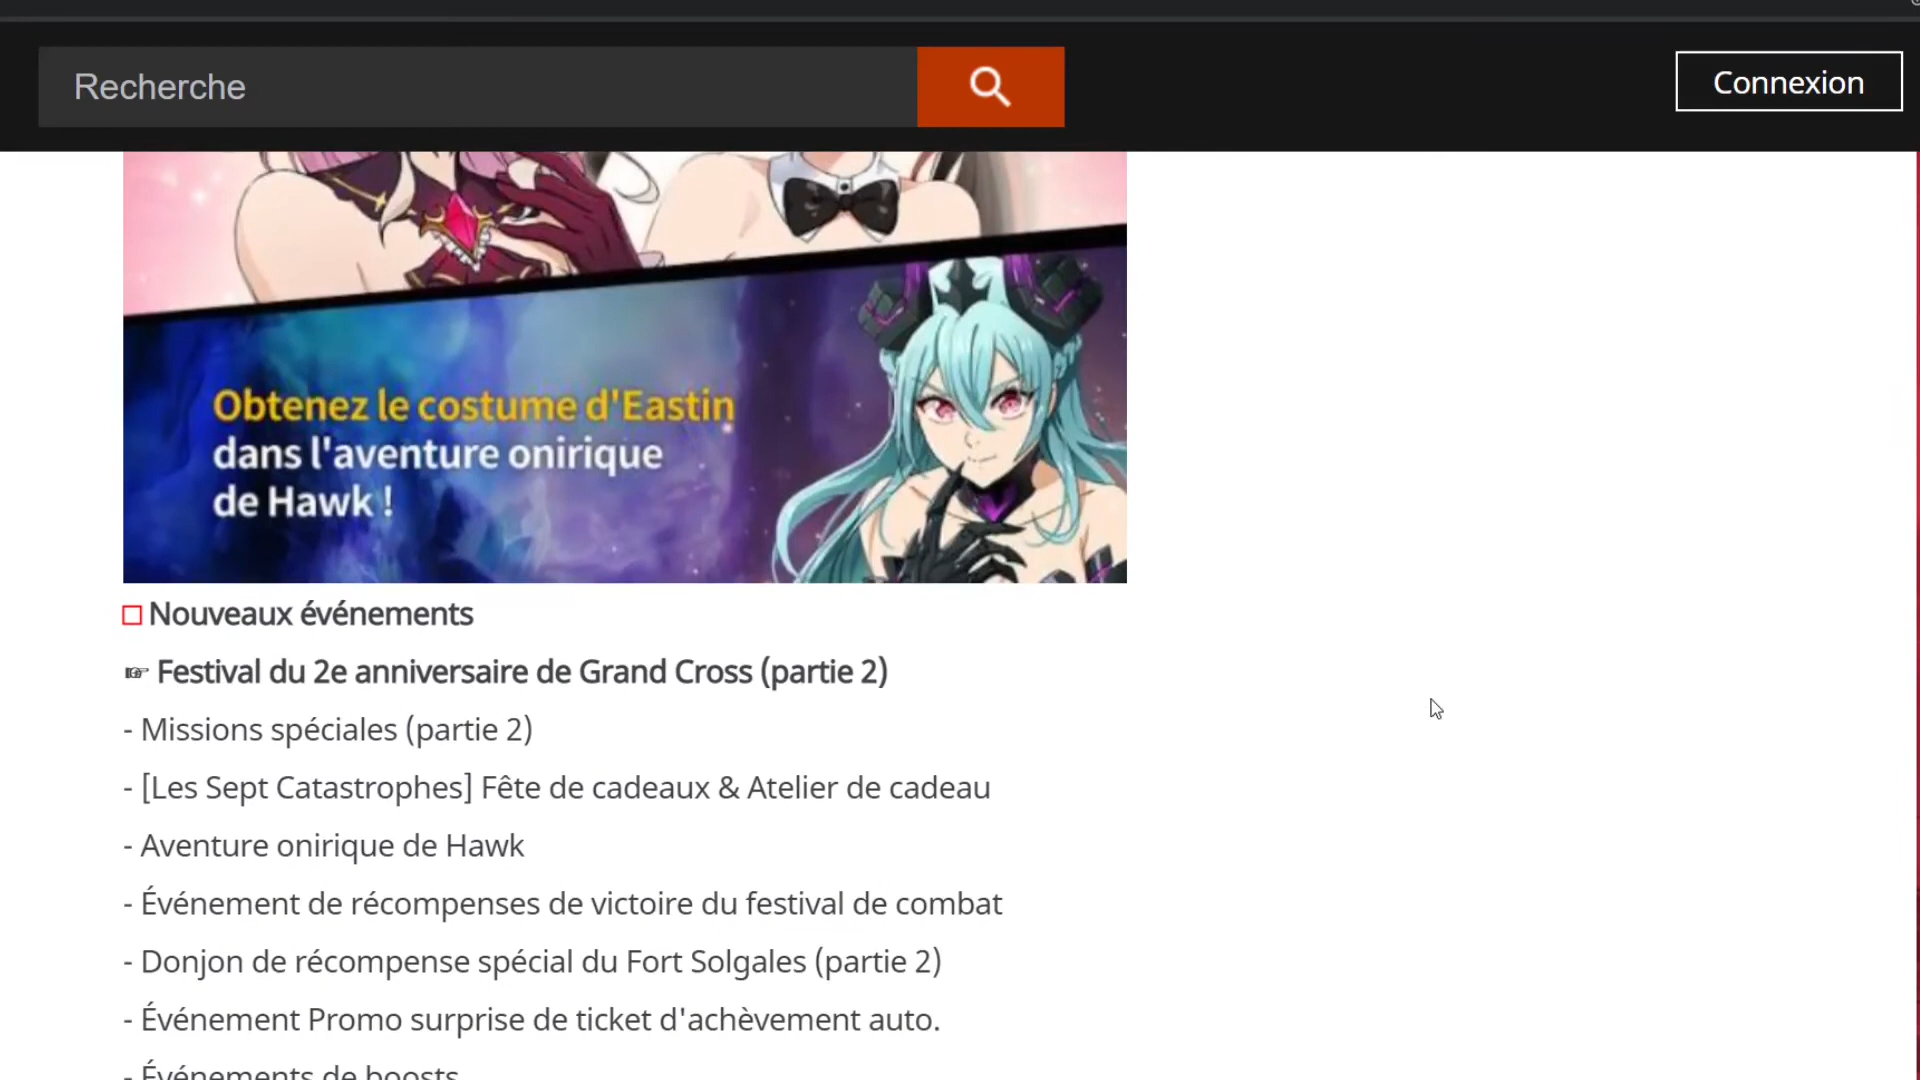 Recherche
Connexion
Obtenez le costume d'Eastin
dans l'aventure onirique
de Hawk !
Nouveaux événements
☞ Festival du 2e anniversaire de Grand Cross (partie 2)
- Missions spéciales (partie 2)
- [Les Sept Catastrophes] Fête de cadeaux & Atelier de cadeau
- Aventure onirique de Hawk
- Événement de récompenses de victoire du festival de combat
- Donjon de récompense spécial du Fort Solgales (partie 2)
- Événement Promo surprise de ticket d'achèvement auto.
- Événements de boosts